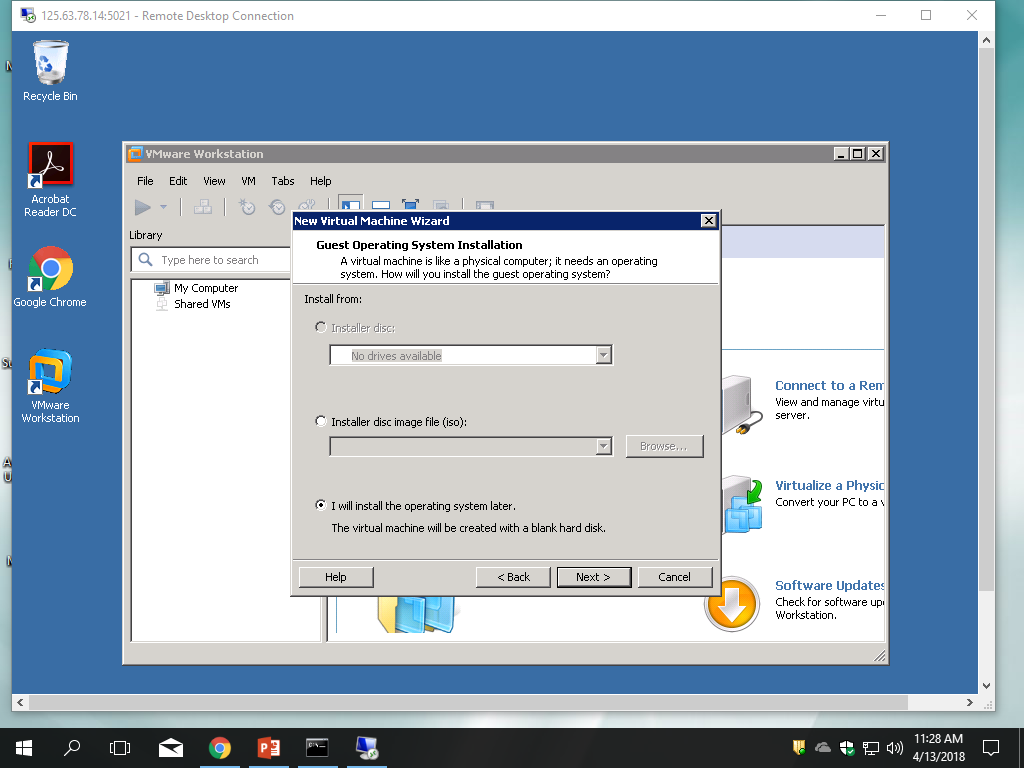 125.63.78.14:5021 - Remote Desktop Connection
Recycle Bin
Acrobat
Reader DC
Google Chrome
VMware
Workstation
VMware Workstation
File Edit View VM Tabs Help
Library
Type here to search
My Computer
Shared VMs
New Virtual Machine Wizard
Guest Operating System Installation
A virtual machine is like a physical computer; it needs an operating
system. How will you install the guest operating system?
Install from:
Installer disc:
No drives available
Installer disc image file (iso):
Browse...
I will install the operating system later.
The virtual machine will be created with a blank hard disk.
Help
< Back
Next >
Cancel
Connect to a Rem
View and manage virtu
server.
Virtualize a Physic
Convert your PC to a v
Software Updates
Check for software up
Workstation.
11:28 AM
4/13/2018